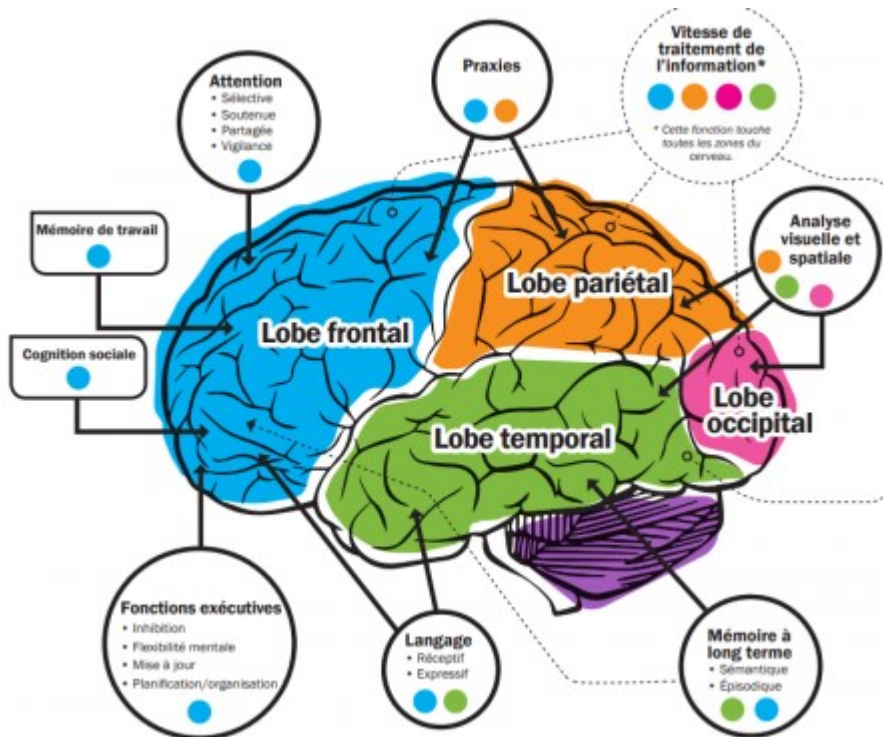 Attention
• Sélective
• Soutenue
• Partagée
• Vigilance
Praxies
Vitesse de
traitement de
l'information*
* Cette fonction touche
toutes les zones du
cerveau.
Mémoire de travail
Cognition sociale
Analyse
visuelle et
spatiale
Lobe frontal
Lobe pariétal
Lobe temporal
Lobe
occipital
Fonctions exécutives
• Inhibition
• Flexibilité mentale
• Mise à jour
• Planification/organisation
Langage
• Réceptif
• Expressif
Mémoire à
long terme
• Sémantique
• Épisodique